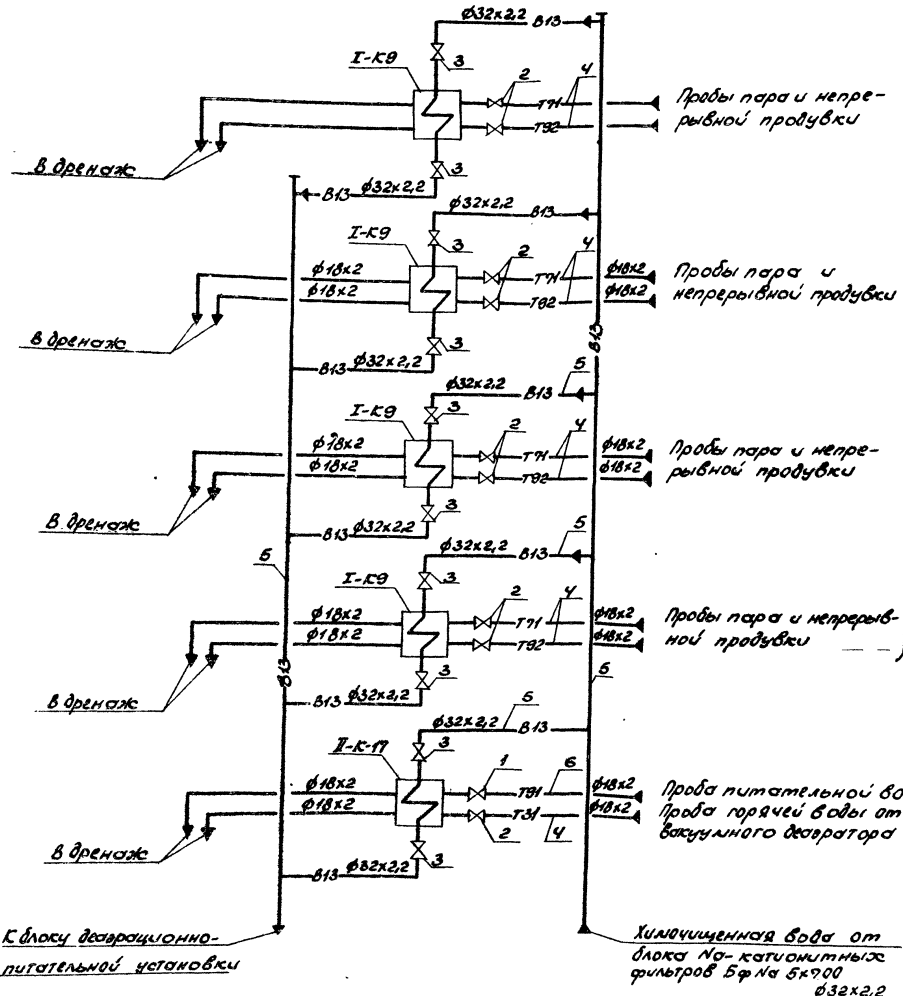 ф32х2,2 В13
I-К9 3 2 4
Т71
Т92
Пробы пара и непре-
рывной продувки
В дренаж
3
В13 ф32х2,2
ф32х2,2 В13
I-К9 3 2 4
ф18х2 Т71 ф18х2
ф18х2 Т92 ф18х2
Пробы пара и
непрерывной продувки
В дренаж
3
В13 ф32х2,2
В13
5
ф32х2,2 В13
I-К9 3 2 4
ф18х2 Т71 ф18х2
ф18х2 Т92 ф18х2
Пробы пара и непре-
рывной продувки
В дренаж
3
В13 ф32х2,2
5
ф32х2,2 В13
5
I-К9 3 2 4
ф18х2 Т71 ф18х2
ф18х2 Т92 ф18х2
Пробы пара и непрерыв-
ной продувки
В дренаж
3
В13
В13 ф32х2,2
5
5
ф32х2,2 В13
II-К-17 3 1 6
ф18х2 Т91 ф18х2
ф18х2 Т31 ф18х2
Проба питательной во
Проба горячей воды от
вакуумного деаэратора
2 4
В дренаж
3
В13 ф32х2,2
К блоку деаэрационно-
питательной установки
Химочищенная вода от
блока Na-катионитных
фильтров БфNa 5х700
ф32х2,2